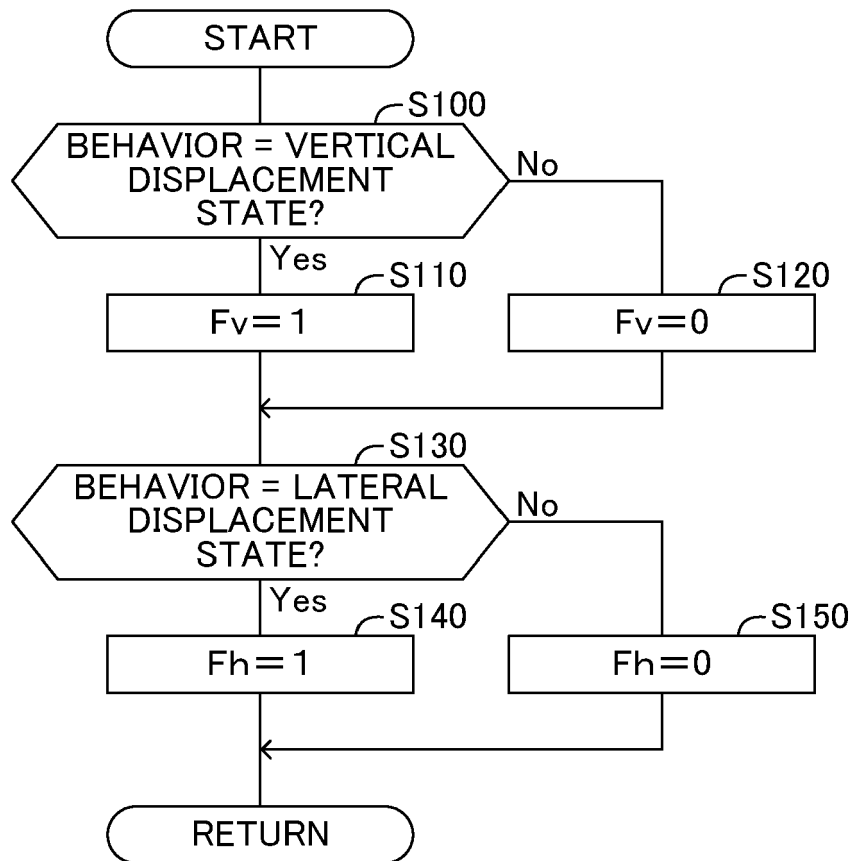 START
S100
BEHAVIOR = VERTICAL
DISPLACEMENT
STATE?
No
Yes
S110
S120
Fv=1
Fv=0
S130
BEHAVIOR = LATERAL
DISPLACEMENT
STATE?
No
Yes
S140
S150
Fh=1
Fh=0
RETURN